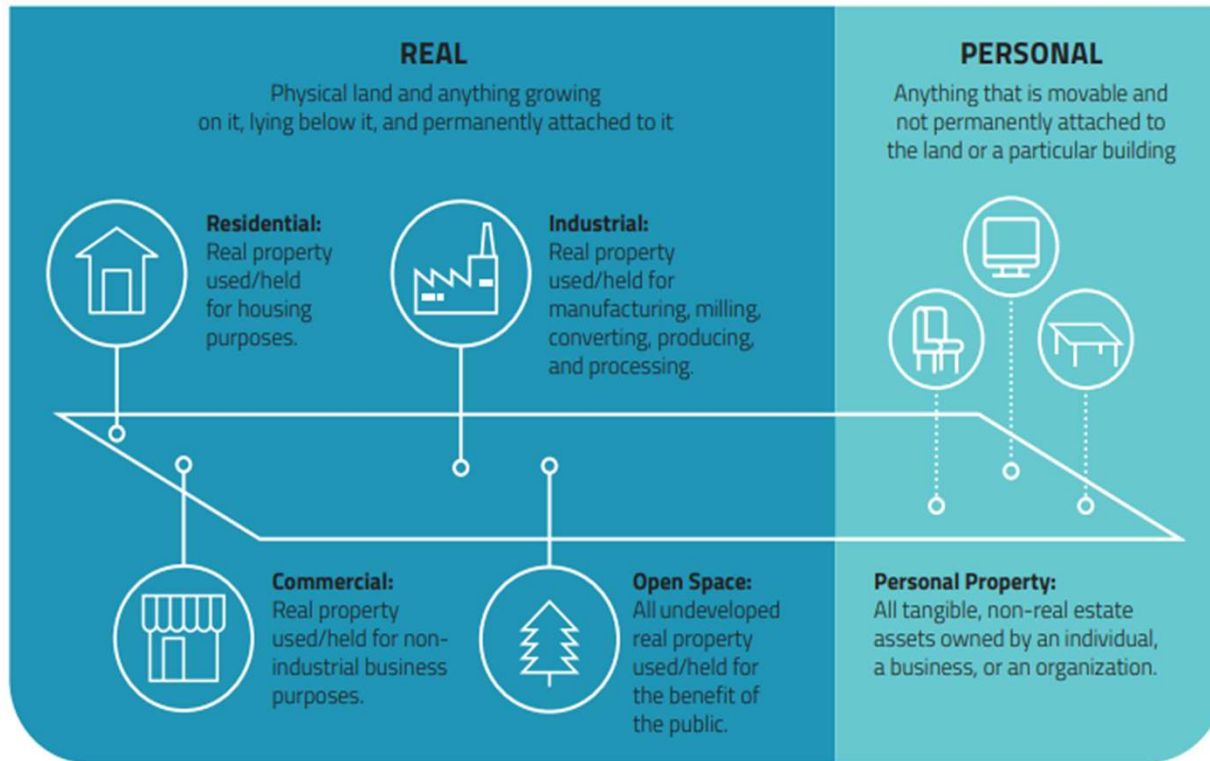 REAL
Physical land and anything growing
on it, lying below it, and permanently attached to it
PERSONAL
Anything that is movable and
not permanently attached to
the land or a particular building
Residential:
Real property
used/held
for housing
purposes.
Industrial:
Real property
used/held for
manufacturing, milling,
converting, producing,
and processing.
Commercial:
Real property
used/held for non-
industrial business
purposes.
Open Space:
All undeveloped
real property
used/held for
the benefit of
the public.
Personal Property:
All tangible, non-real estate
assets owned by an individual,
a business, or an organization.